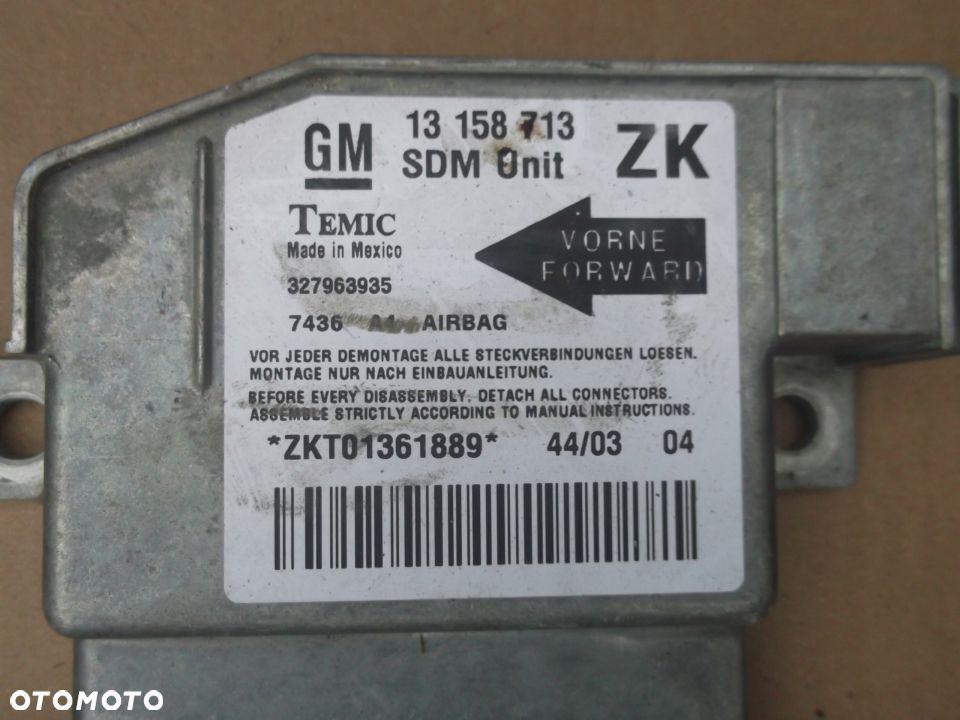 GM 13 158 713 ZK
SDM Unit
TEMIC
Made in Mexico
VORNE
FORWARD
327963935
7436 A1 AIRBAG
VOR JEDER DEMONTAGE ALLE STECKVERBINDUNGEN LOESEN.
MONTAGE NUR NACH EINBAUANLEITUNG.
BEFORE EVERY DISASSEMBLY. DETACH ALL CONNECTORS.
ASSEMBLE STRICTLY ACCORDING TO MANUAL INSTRUCTIONS.
*ZKT01361889* 44/03 04
OTOMOTO